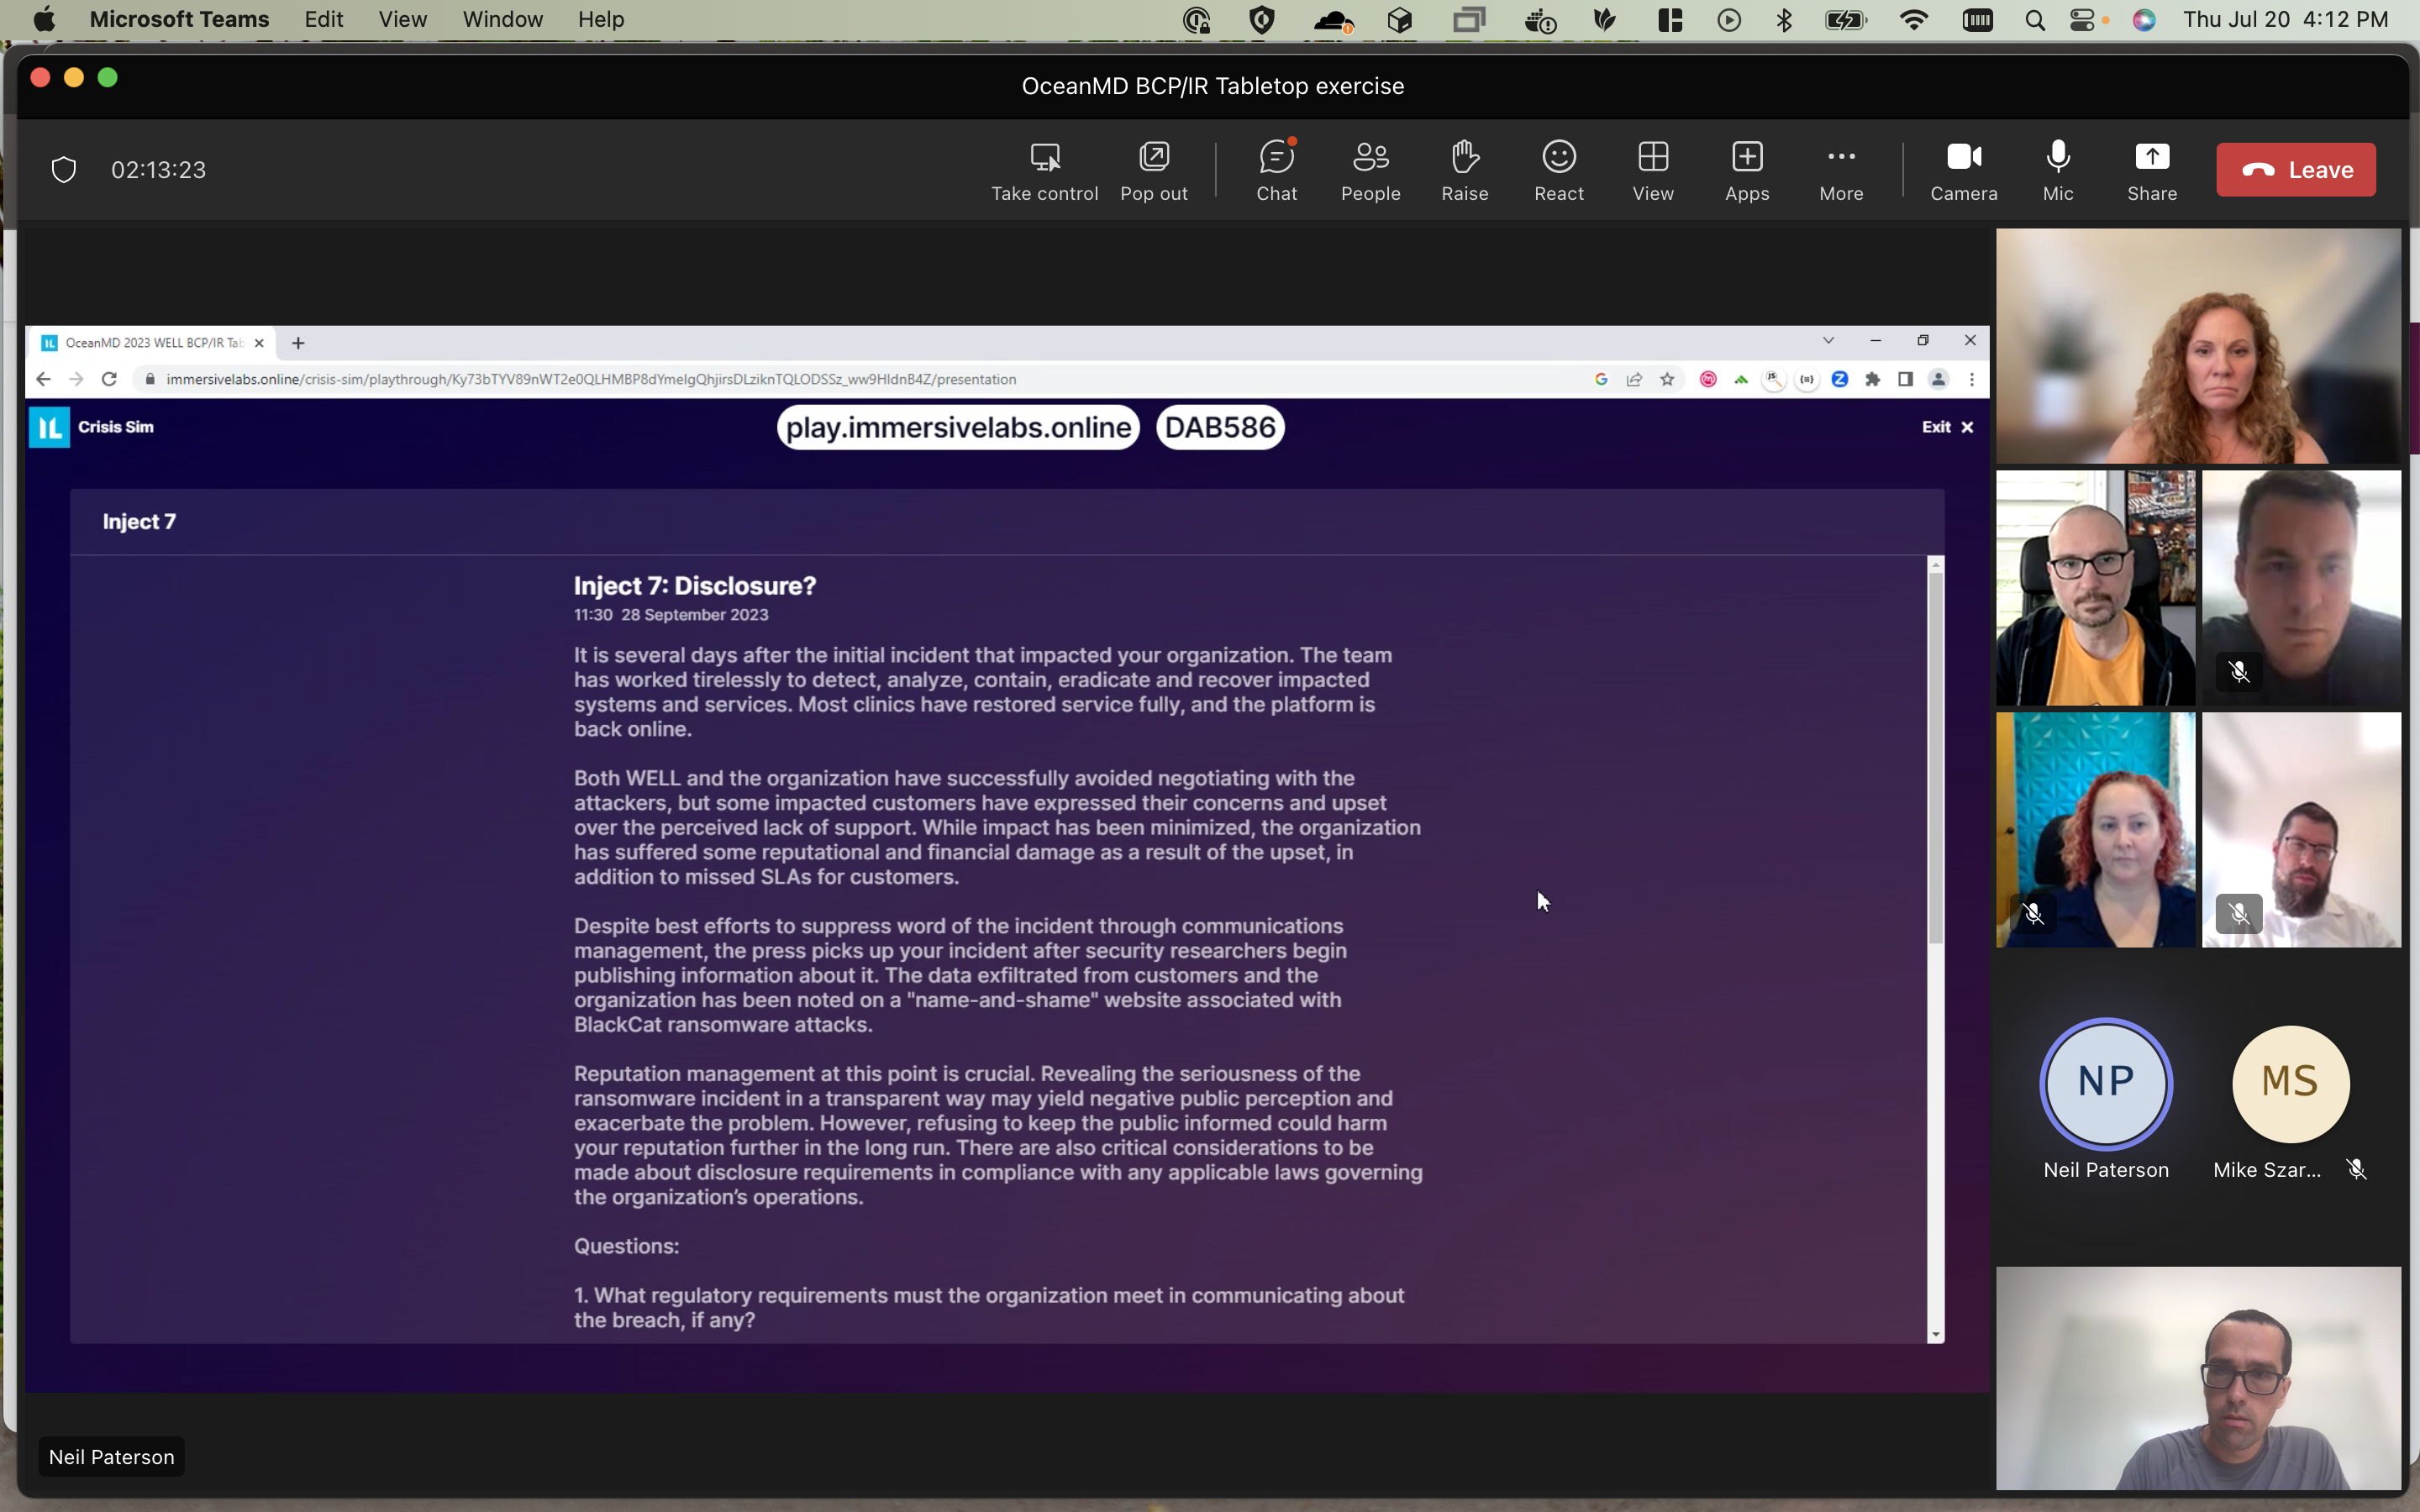 Microsoft Teams Edit View Window Help
Thu Jul 20 4:12 PM
OceanMD BCP/IR Tabletop exercise
02:13:23
Take control Pop out Chat People Raise React View Apps More Camera Mic Share Leave
IL OceanMD 2023 WELL BCP/IR Tab
immersivelabs.online/crisis-sim/playthrough/Ky73bTYV89nWT2e0QLHMBP8dYmeIgQhjirsDLziknTQLODSSz_ww9HIdnB4Z/presentation
IL Crisis Sim
play.immersivelabs.online DAB586
Exit
Inject 7
Inject 7: Disclosure?
11:30 28 September 2023
It is several days after the initial incident that impacted your organization. The team
has worked tirelessly to detect, analyze, contain, eradicate and recover impacted
systems and services. Most clinics have restored service fully, and the platform is
back online.
Both WELL and the organization have successfully avoided negotiating with the
attackers, but some impacted customers have expressed their concerns and upset
over the perceived lack of support. While impact has been minimized, the organization
has suffered some reputational and financial damage as a result of the upset, in
addition to missed SLAs for customers.
Despite best efforts to suppress word of the incident through communications
management, the press picks up your incident after security researchers begin
publishing information about it. The data exfiltrated from customers and the
organization has been noted on a "name-and-shame" website associated with
BlackCat ransomware attacks.
Reputation management at this point is crucial. Revealing the seriousness of the
ransomware incident in a transparent way may yield negative public perception and
exacerbate the problem. However, refusing to keep the public informed could harm
your reputation further in the long run. There are also critical considerations to be
made about disclosure requirements in compliance with any applicable laws governing
the organization’s operations.
Questions:
1. What regulatory requirements must the organization meet in communicating about
the breach, if any?
NP MS
Neil Paterson Mike Szar...
Neil Paterson